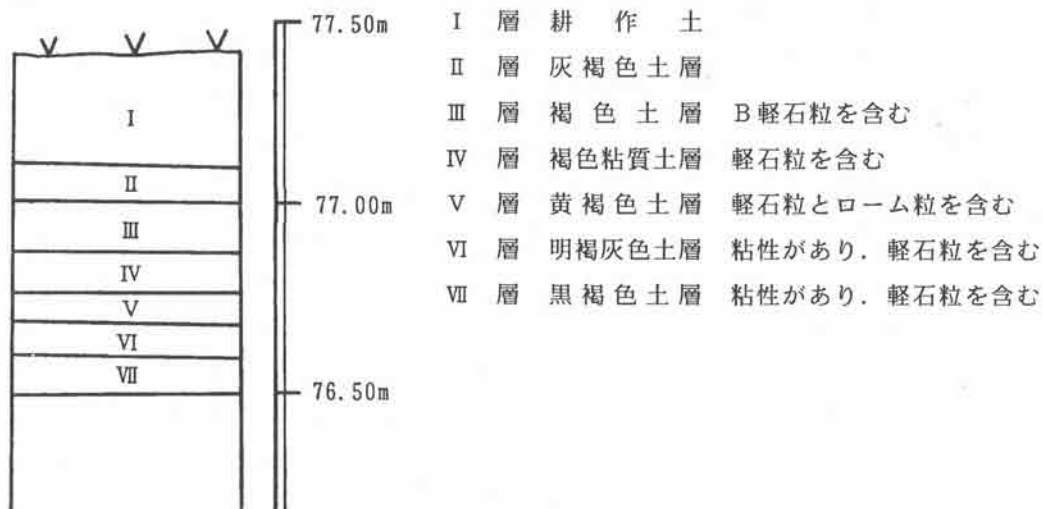 77.50m
77.00m
76.50m
Ⅰ
Ⅱ
Ⅲ
Ⅳ
Ⅴ
Ⅵ
Ⅶ
Ⅰ 層 耕作土
Ⅱ 層 灰褐色土層
Ⅲ 層 褐色土層 B軽石粒を含む
Ⅳ 層 褐色粘質土層 軽石粒を含む
Ⅴ 層 黄褐色土層 軽石粒とローム粒を含む
Ⅵ 層 明褐灰色土層 粘性があり．軽石粒を含む
Ⅶ 層 黒褐色土層 粘性があり．軽石粒を含む